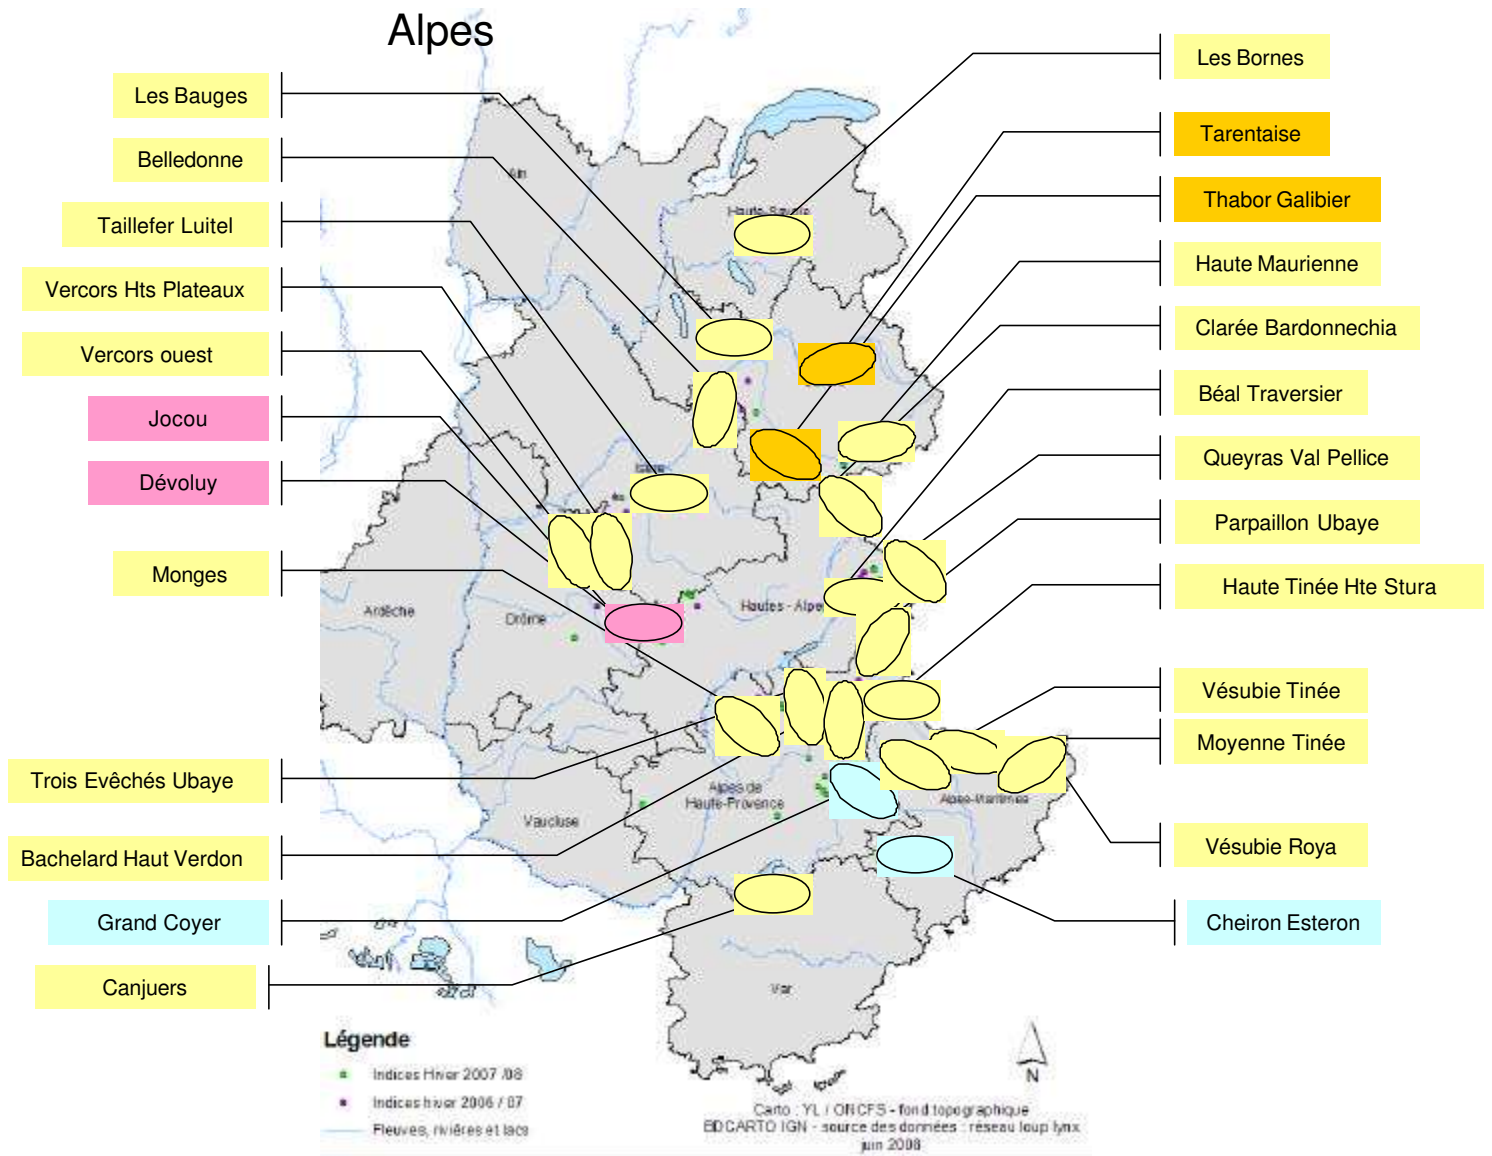 Alpes
Les Bauges
Belledonne
Taillefer Luitel
Vercors Hts Plateaux
Vercors ouest
Jocou
Dévoluy
Monges
Trois Evêchés Ubaye
Bachelard Haut Verdon
Grand Coyer
Canjuers
Les Bornes
Tarentaise
Thabor Galibier
Haute Maurienne
Clarée Bardonnechia
Béal Traversier
Queyras Val Pellice
Parpaillon Ubaye
Haute Tinée Hte Stura
Vésubie Tinée
Moyenne Tinée
Vésubie Roya
Cheiron Esteron
Ain
Haute-Savoie
Isère
Ardèche
Drôme
Hautes - Alpe
Alpes de
Haute-Provence
Alpes-Maritimes
Vaucluse
Var
Légende
Indices Hiver 2007 /08
Indices hiver 2006 / 07
Fleuves, rivières et lacs
N
Carto : YL / ONCFS - fond topographique
BDCARTO IGN - source des données : réseau loup lynx
juin 2008